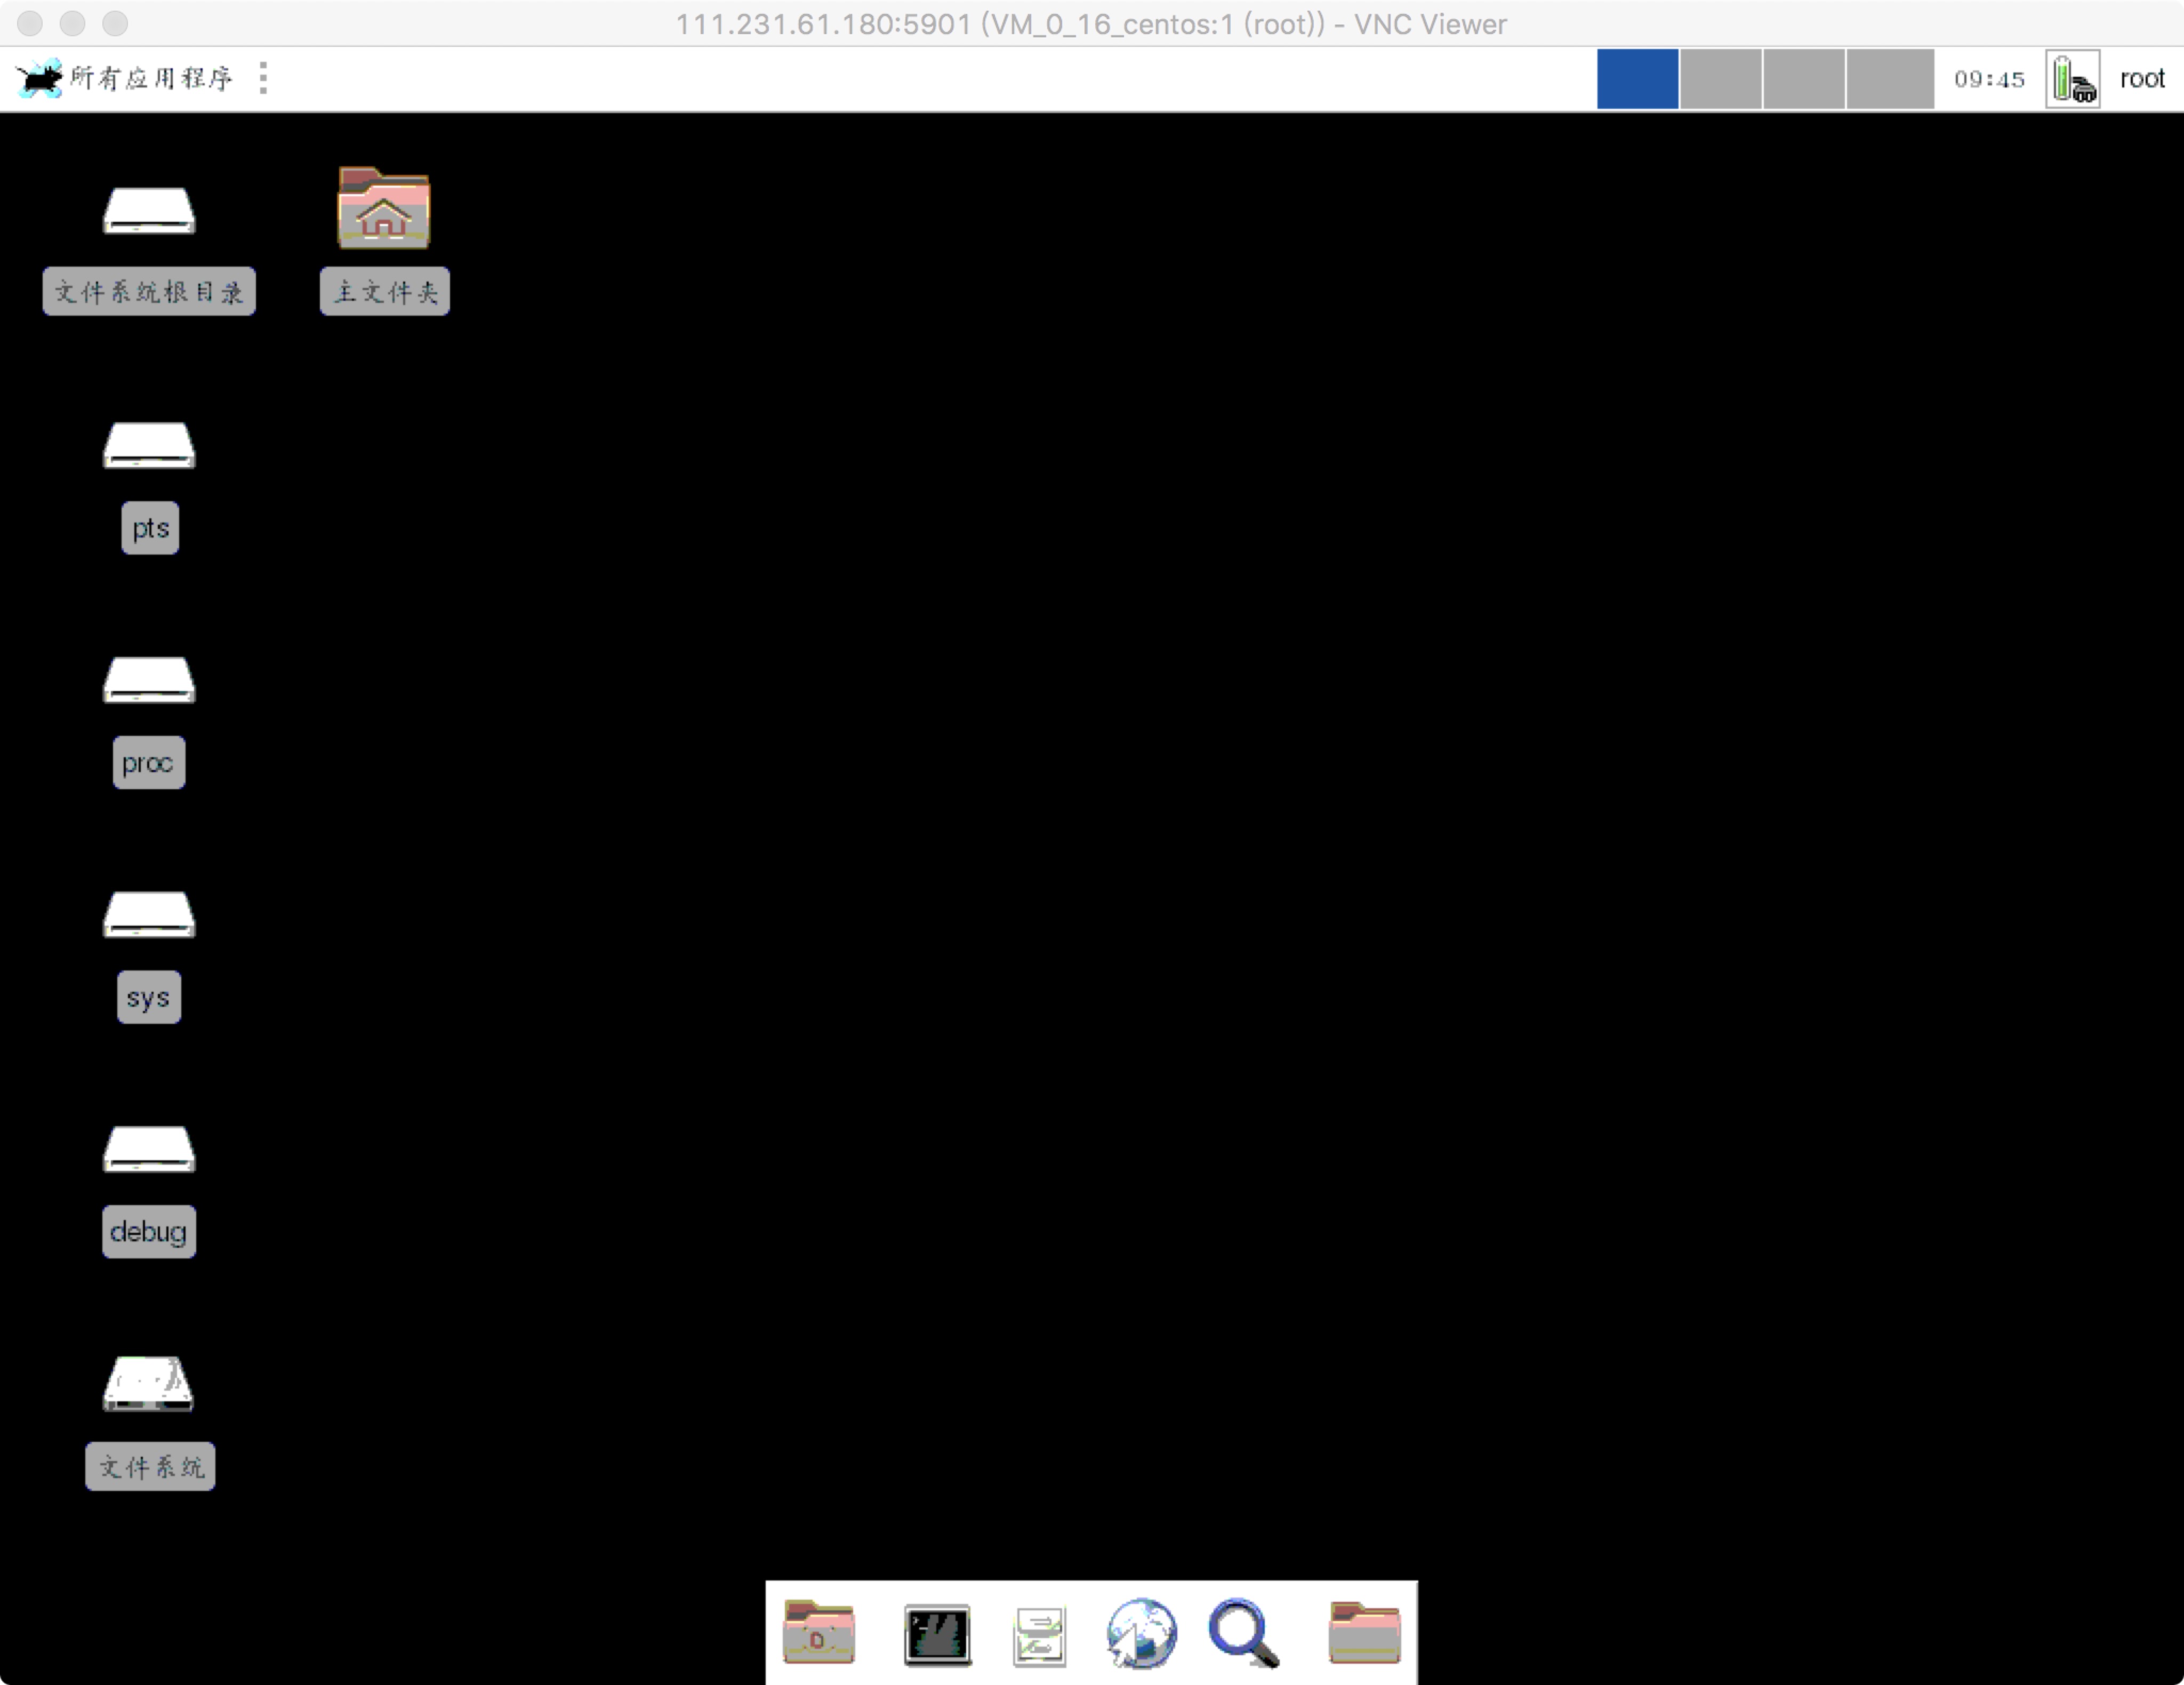 111.231.61.180:5901 (VM_0_16_centos:1 (root)) - VNC Viewer
所有应用程序 09:45 root
文件系统根目录 主文件夹
pts
proc
sys
debug
文件系统